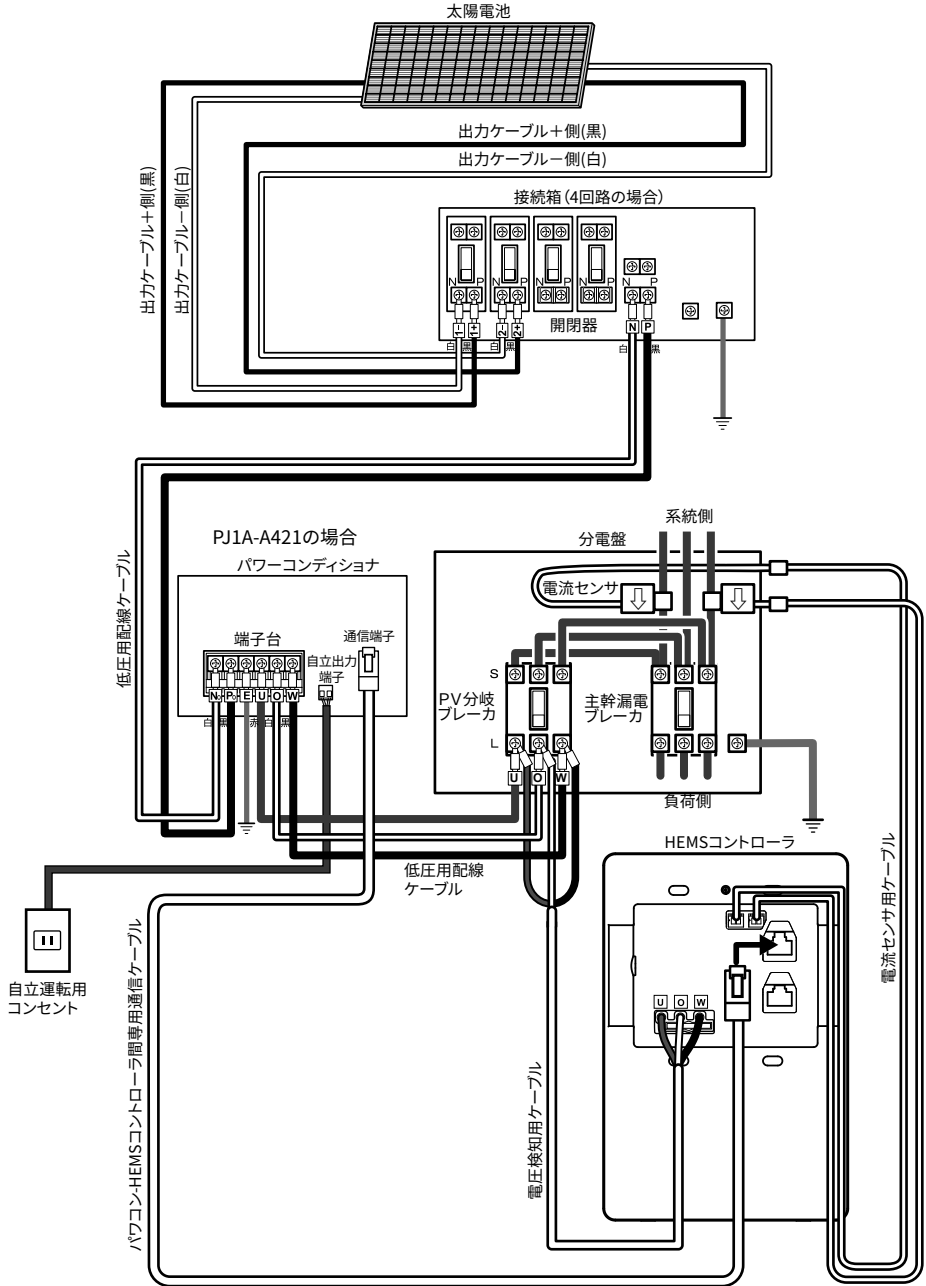 太陽電池
出力ケーブル+側(黒)
出力ケーブルー側(白)
出力ケーブル+側(黒)
出力ケーブルー側(白)
接続箱(4回路の場合)
N P
N P
N P
N P
N P
開閉器
1- 1+ 2- 2+ N P
白 黒 白 黒 白 黒
系統側
PJ1A-A421の場合
分電盤
パワーコンディショナ
低圧用配線ケーブル
電流センサ
端子台
通信端子
自立出力
端子
S
PV分岐
ブレーカ
主幹漏電
ブレーカ
N P E U O W
白 黒 赤 白 黒
L
U O W
負荷側
HEMSコントローラ
低圧用配線
ケーブル
自立運転用
コンセント
U O W
パワコン-HEMSコントローラ間専用通信ケーブル
電圧検知用ケーブル
電流センサ用ケーブル